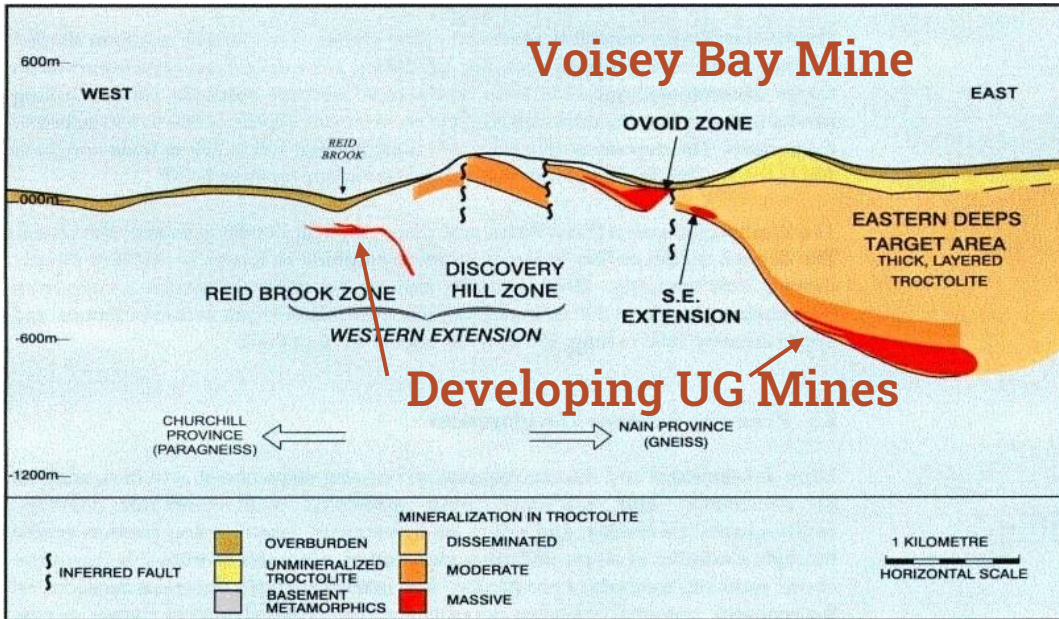 Voisey Bay Mine
600m
WEST
EAST
OVOID ZONE
REID
BROOK
000m
EASTERN DEEPS
TARGET AREA
THICK, LAYERED
TROCTOLITE
REID BROOK ZONE
DISCOVERY
HILL ZONE
S.E.
EXTENSION
WESTERN EXTENSION
-600m
Developing UG Mines
CHURCHILL
PROVINCE
(PARAGNEISS)
NAIN PROVINCE
(GNEISS)
-1200m
MINERALIZATION IN TROCTOLITE
INFERRED FAULT
OVERBURDEN
UNMINERALIZED
TROCTOLITE
BASEMENT
METAMORPHICS
DISSEMINATED
MODERATE
MASSIVE
1 KILOMETRE
HORIZONTAL SCALE